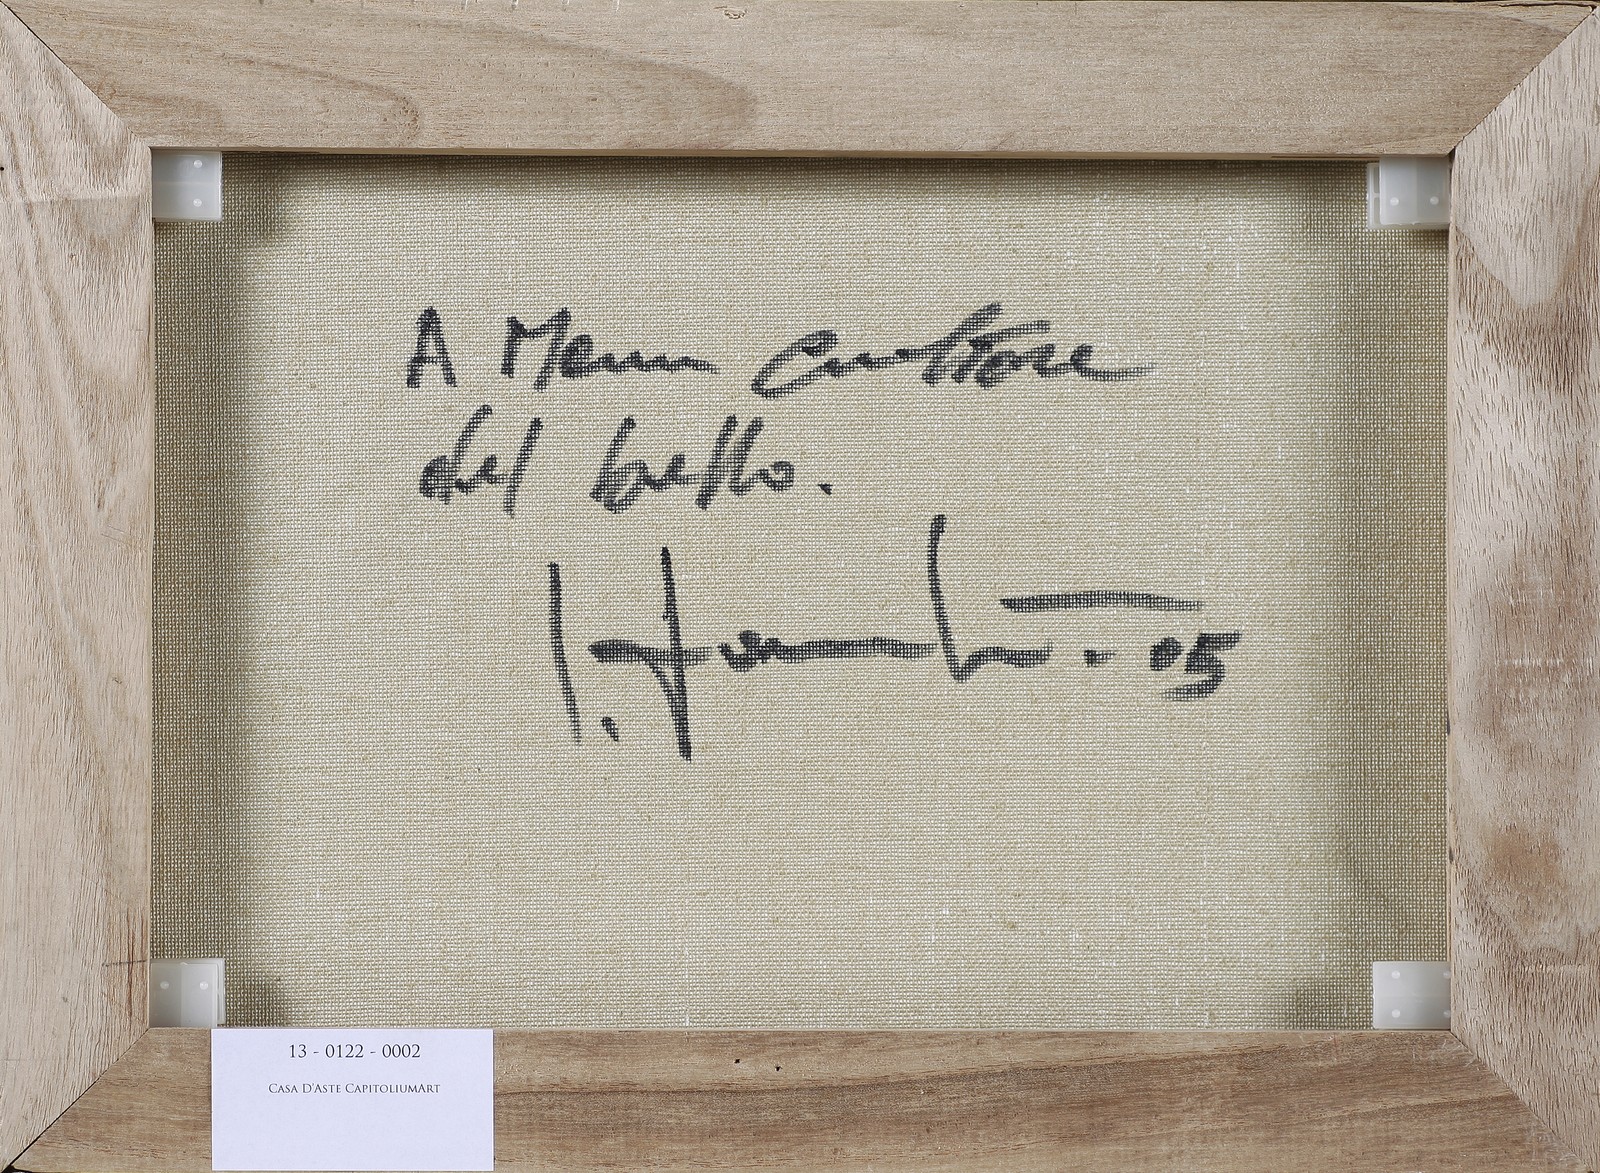 A cultore
del bello.
05
13 - 0122 - 0002
Casa D'Aste CapitoliumArt